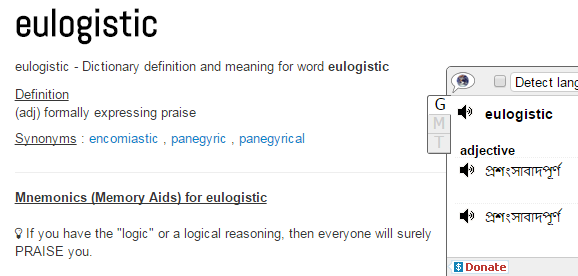 eulogistic
eulogistic - Dictionary definition and meaning for word eulogistic
Definition
(adj) formally expressing praise
Synonyms : encomiastic , panegyric , panegyrical
Mnemonics (Memory Aids) for eulogistic
If you have the "logic" or a logical reasoning, then everyone will surely
PRAISE you.
Detect lang
G
M
T
eulogistic
adjective
প্রশংসাবাদপূর্ণ
প্রশংসাবাদপূর্ণ
$ Donate